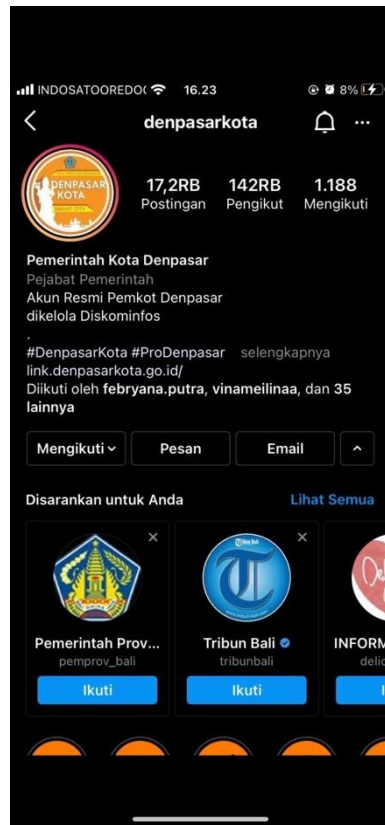 INDOSATOOREDO( 16.23 8%
denpasarkota
DENPASAR
KOTA
17,2RB 142RB 1.188
Postingan Pengikut Mengikuti
Pemerintah Kota Denpasar
Pejabat Pemerintah
Akun Resmi Pemkot Denpasar
dikelola Diskominfos
.
#DenpasarKota #ProDenpasar selengkapnya
link.denpasarkota.go.id/
Diikuti oleh febryana.putra, vinameilinaa, dan 35
lainnya
Mengikuti Pesan Email
Disarankan untuk Anda Lihat Semua
Tribun Bali
T
Pemerintah Prov... Tribun Bali INFORM
pemprov_bali tribunbali delic
Ikuti Ikuti I